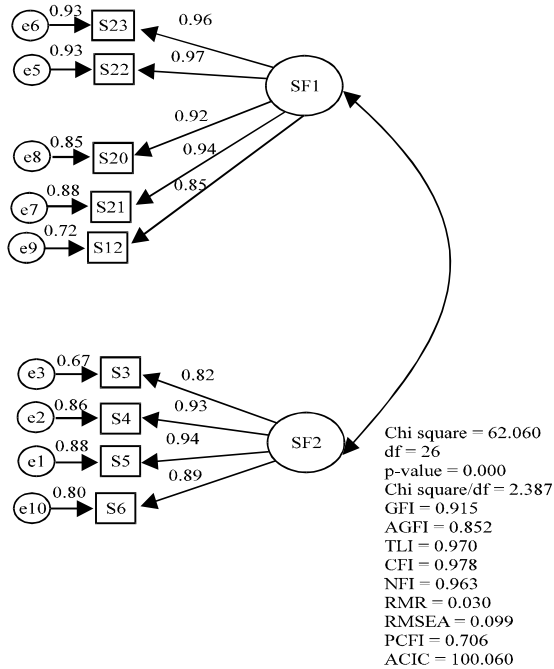 e6 0.93 S23 0.96
e5 0.93 S22 0.97
SF1
e8 0.85 S20 0.92
e7 0.88 S21 0.94
e9 0.72 S12 0.85
e3 0.67 S3 0.82
e2 0.86 S4 0.93
e1 0.88 S5 0.94
SF2
e10 0.80 S6 0.89
Chi square = 62.060
df = 26
p-value = 0.000
Chi square/df = 2.387
GFI = 0.915
AGFI = 0.852
TLI = 0.970
CFI = 0.978
NFI = 0.963
RMR = 0.030
RMSEA = 0.099
PCFI = 0.706
ACIC = 100.060